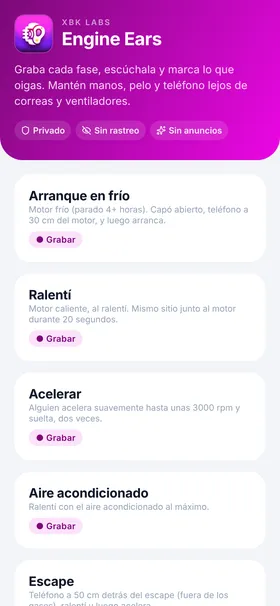 XBK LABS
Engine Ears
Graba cada fase, escúchala y marca lo que
oigas. Mantén manos, pelo y teléfono lejos de
correas y ventiladores.
Privado
Sin rastreo
Sin anuncios
Arranque en frío
Motor frío (parado 4+ horas). Capó abierto, teléfono a
30 cm del motor, y luego arranca.
Grabar
Ralentí
Motor caliente, al ralentí. Mismo sitio junto al motor
durante 20 segundos.
Grabar
Acelerar
Alguien acelera suavemente hasta unas 3000 rpm y
suelta, dos veces.
Grabar
Aire acondicionado
Ralentí con el aire acondicionado al máximo.
Grabar
Escape
Teléfono a 50 cm detrás del escape (fuera de los
gases), ralentí y luego acelera.